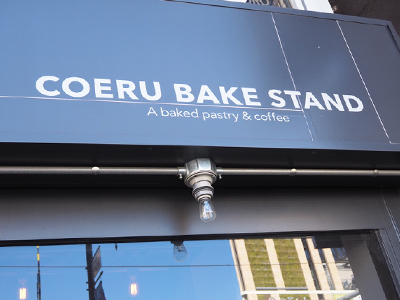 COERU BAKE STAND
A baked pastry & coffee